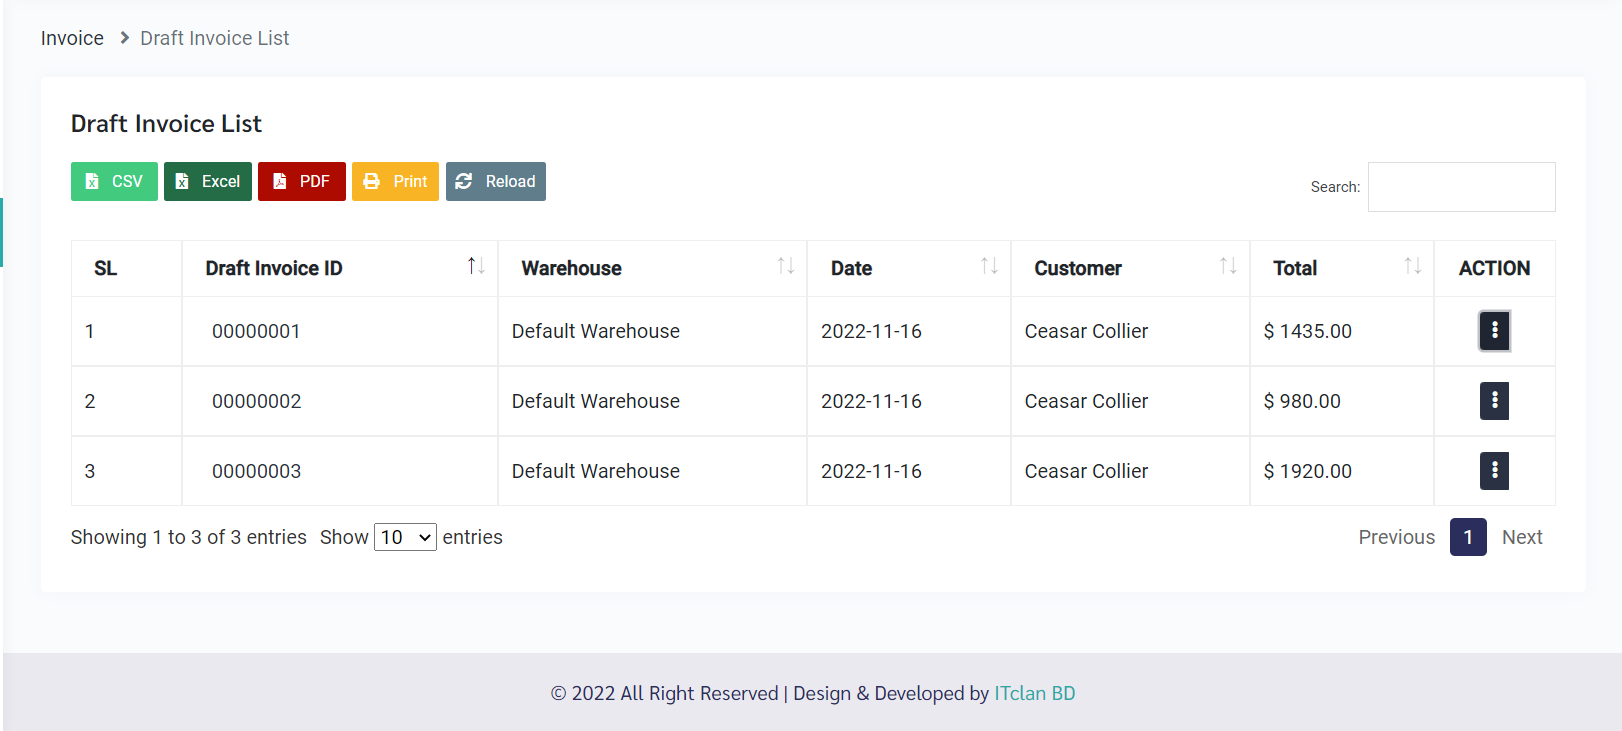 Invoice > Draft Invoice List
Draft Invoice List
CSV Excel PDF Print Reload Search:
SL Draft Invoice ID Warehouse Date Customer Total ACTION
1 00000001 Default Warehouse 2022-11-16 Ceasar Collier $ 1435.00
2 00000002 Default Warehouse 2022-11-16 Ceasar Collier $ 980.00
3 00000003 Default Warehouse 2022-11-16 Ceasar Collier $ 1920.00
Showing 1 to 3 of 3 entries Show 10 entries Previous 1 Next
© 2022 All Right Reserved | Design & Developed by ITclan BD